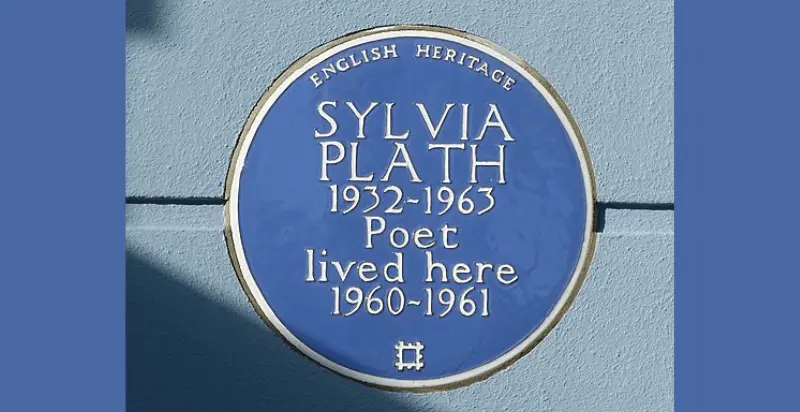 ENGLISH HERITAGE
SYLVIA
PLATH
1932-1963
Poet
lived here
1960-1961